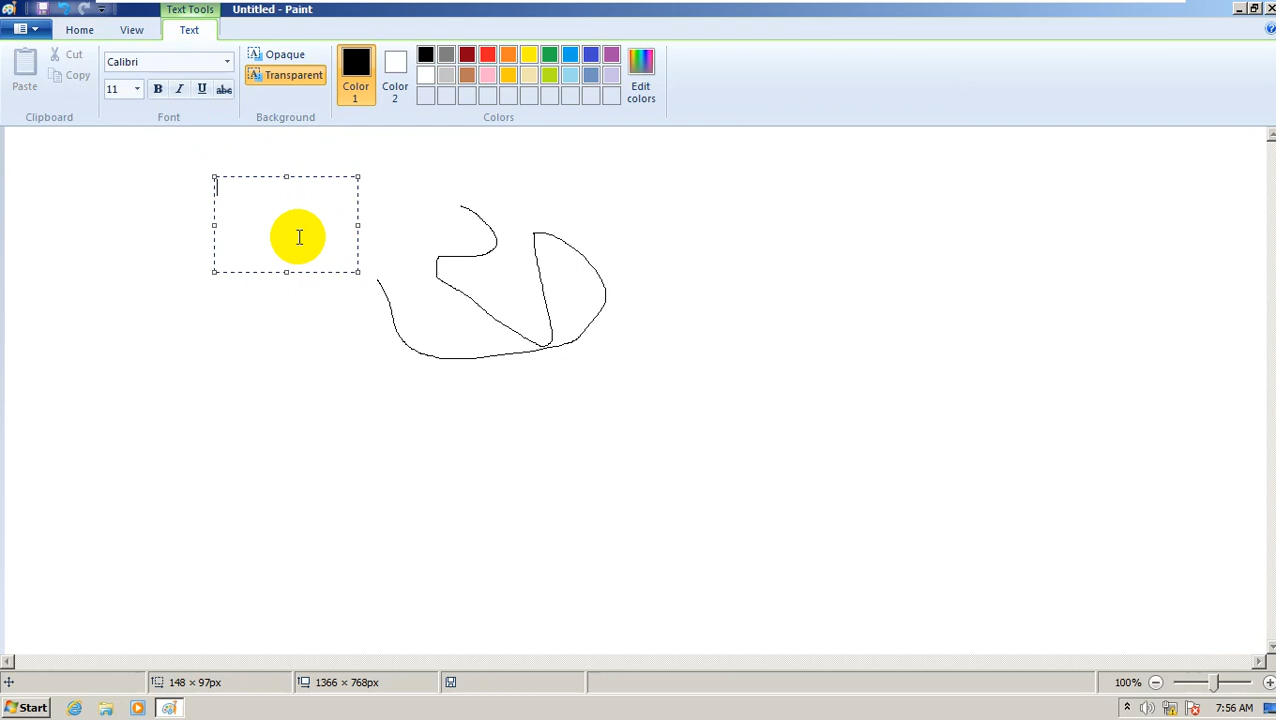 Text Tools Untitled - Paint
Home View Text
Paste Cut Copy
Calibri
11 B I U abc
A Opaque
A Transparent
Color 1
Color 2
Edit colors
Clipboard Font Background Colors
148 × 97px 1366 × 768px 100%
Start 7:56 AM